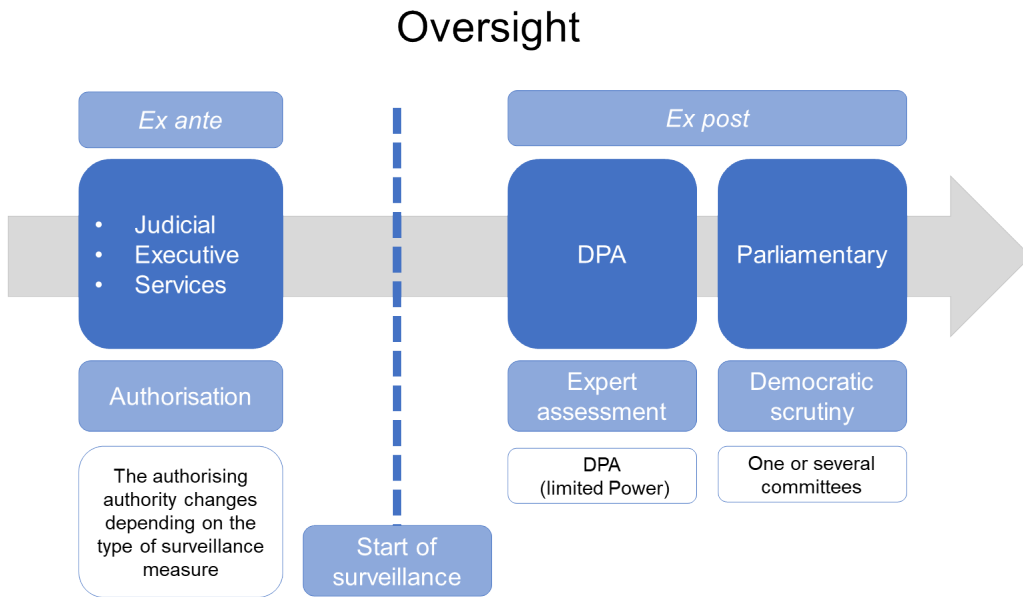 Oversight
Ex ante
Ex post
• Judicial
• Executive
• Services
DPA
Parliamentary
Authorisation
Expert
assessment
Democratic
scrutiny
The authorising
authority changes
depending on the
type of surveillance
measure
DPA
(limited Power)
One or several
committees
Start of
surveillance